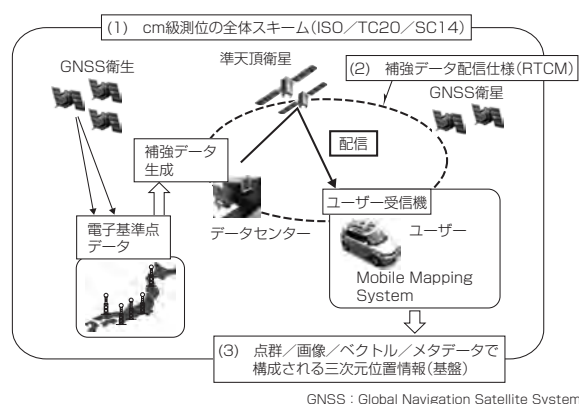 (1) cm級測位の全体スキーム(ISO/TC20/SC14)
GNSS衛生
準天頂衛星
(2) 補強データ配信仕様(RTCM)
GNSS衛星
補強データ
生成
配信
電子基準点
データ
データセンター
ユーザー受信機
ユーザー
Mobile Mapping
System
(3) 点群/画像/ベクトル/メタデータで
構成される三次元位置情報(基盤)
GNSS:Global Navigation Satellite System